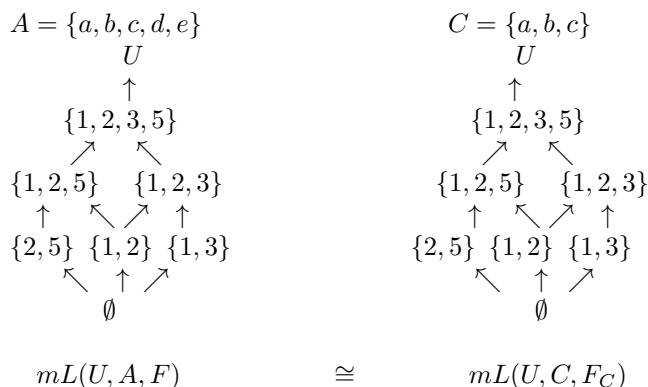 A = {a, b, c, d, e} C = {a, b, c}
U U
↑ ↑
{1, 2, 3, 5} {1, 2, 3, 5}
↗ ↖ ↗ ↖
{1, 2, 5} {1, 2, 3} {1, 2, 5} {1, 2, 3}
↑ ↖ ↗ ↑ ↑ ↖ ↗ ↑
{2, 5} {1, 2} {1, 3} {2, 5} {1, 2} {1, 3}
↖ ↑ ↗ ↖ ↑ ↗
∅ ∅
mL(U, A, F) ≅ mL(U, C, F_C)